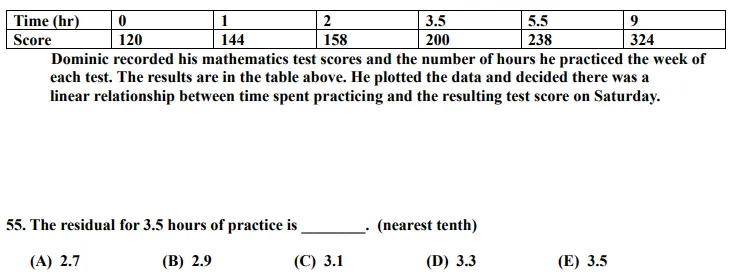 Time (hr) 0 1 2 3.5 5.5 9
Score 120 144 158 200 238 324
Dominic recorded his mathematics test scores and the number of hours he practiced the week of
each test. The results are in the table above. He plotted the data and decided there was a
linear relationship between time spent practicing and the resulting test score on Saturday.
55. The residual for 3.5 hours of practice is ________. (nearest tenth)
(A) 2.7 (B) 2.9 (C) 3.1 (D) 3.3 (E) 3.5